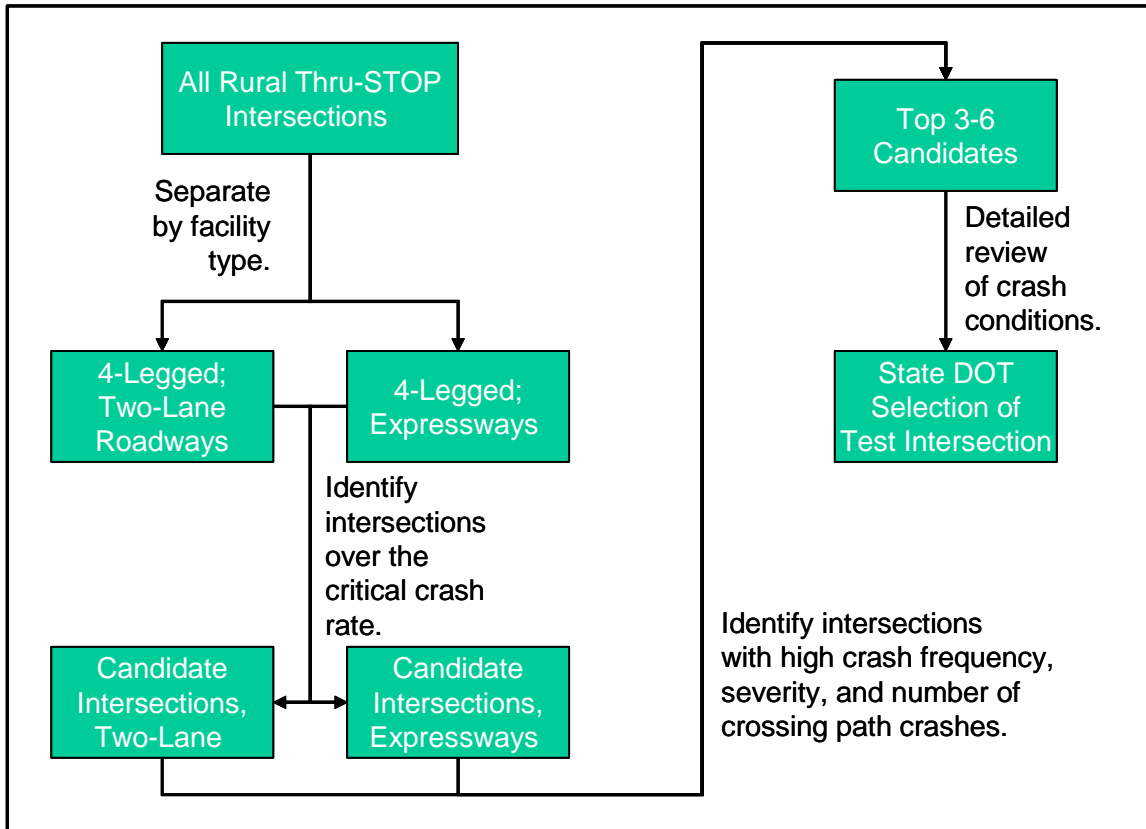 All Rural Thru-STOP
Intersections
Separate
by facility
type.
4-Legged;
Two-Lane
Roadways
4-Legged;
Expressways
Identify
intersections
over the
critical crash
rate.
Candidate
Intersections,
Two-Lane
Candidate
Intersections,
Expressways
Identify intersections
with high crash frequency,
severity, and number of
crossing path crashes.
Top 3-6
Candidates
Detailed
review
of crash
conditions.
State DOT
Selection of
Test Intersection